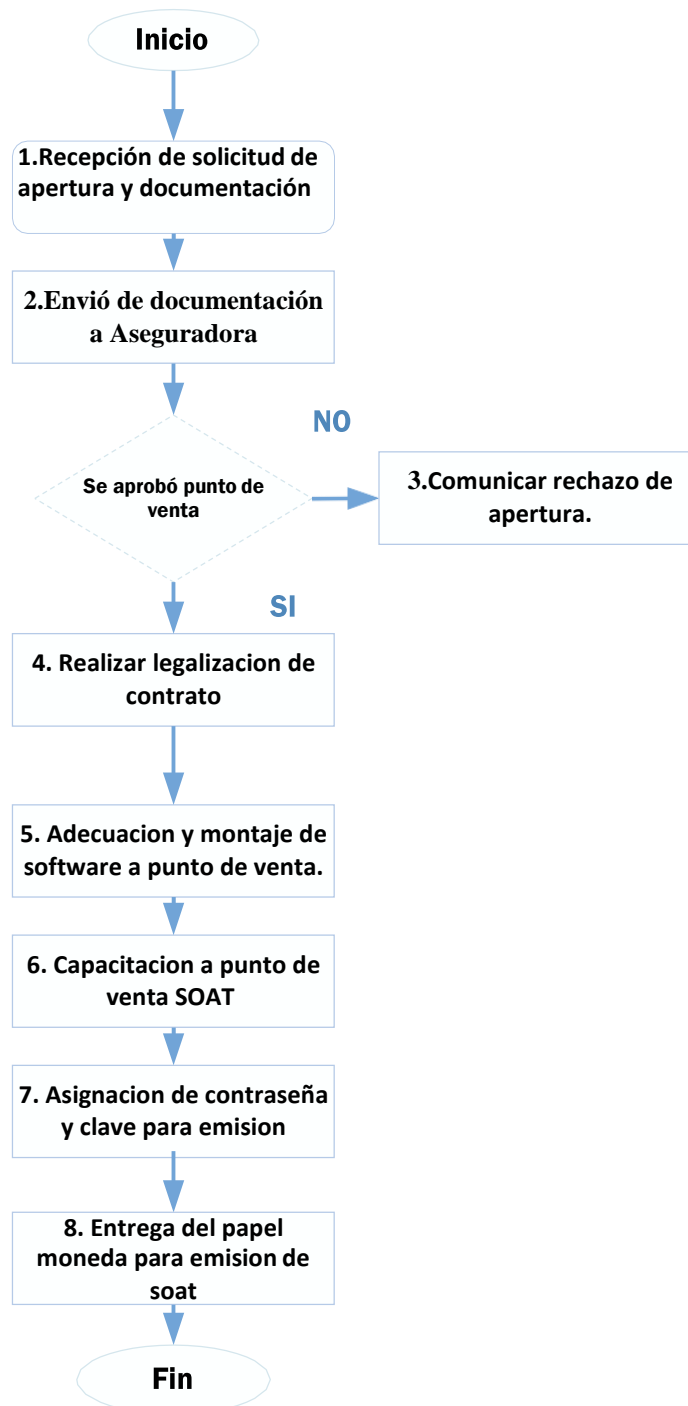 Inicio
1.Recepción de solicitud de
apertura y documentación
2.Envió de documentación
a Aseguradora
NO
Se aprobó punto de
venta
3.Comunicar rechazo de
apertura.
SI
4. Realizar legalizacion de
contrato
5. Adecuacion y montaje de
software a punto de venta.
6. Capacitacion a punto de
venta SOAT
7. Asignacion de contraseña
y clave para emision
8. Entrega del papel
moneda para emision de
soat
Fin